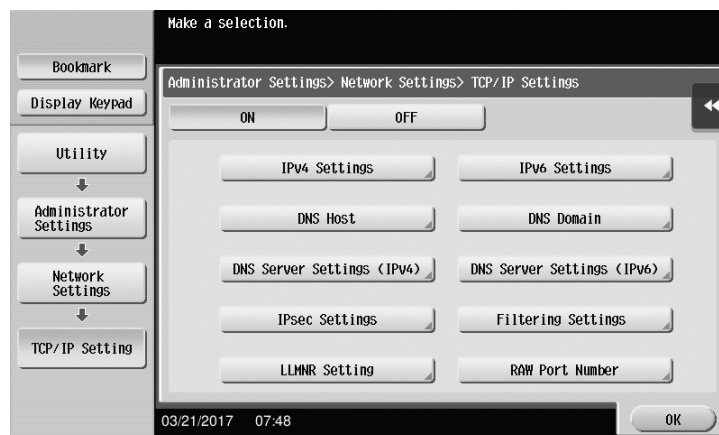 Make a selection.
Bookmark
Display Keypad
Utility
Administrator
Settings
Network
Settings
TCP/IP Setting
Administrator Settings> Network Settings> TCP/IP Settings
ON OFF
IPv4 Settings IPv6 Settings
DNS Host DNS Domain
DNS Server Settings (IPv4) DNS Server Settings (IPv6)
IPsec Settings Filtering Settings
LLMNR Setting RAW Port Number
03/21/2017 07:48
OK